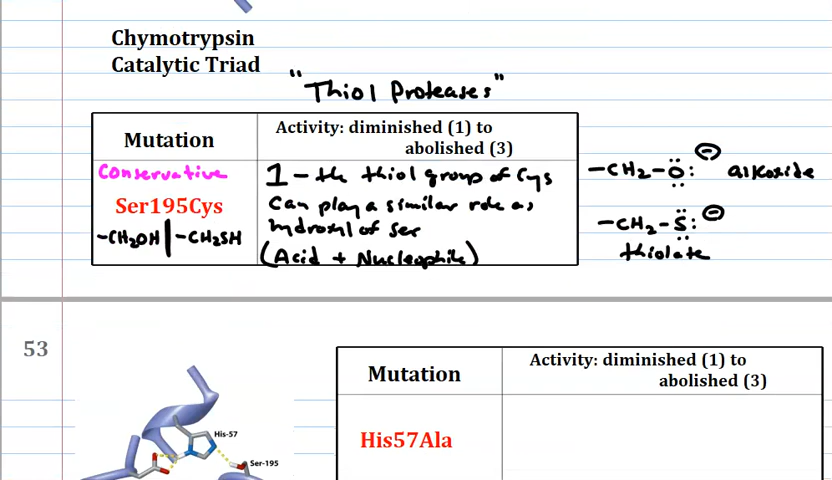 Chymotrypsin
Catalytic Triad
"Thiol Proteases"
Mutation
Activity: diminished (1) to
abolished (3)
Conservative
Ser195Cys
-CH2OH | -CH2SH
1 - the thiol group of Cys
can play a similar role as
hydroxyl of Ser
(Acid + Nucleophile)
-CH2-O: ⊖ alkoxide
-CH2-S: ⊖
thiolate
53
Mutation
Activity: diminished (1) to
abolished (3)
His57Ala
His-57
Ser-195